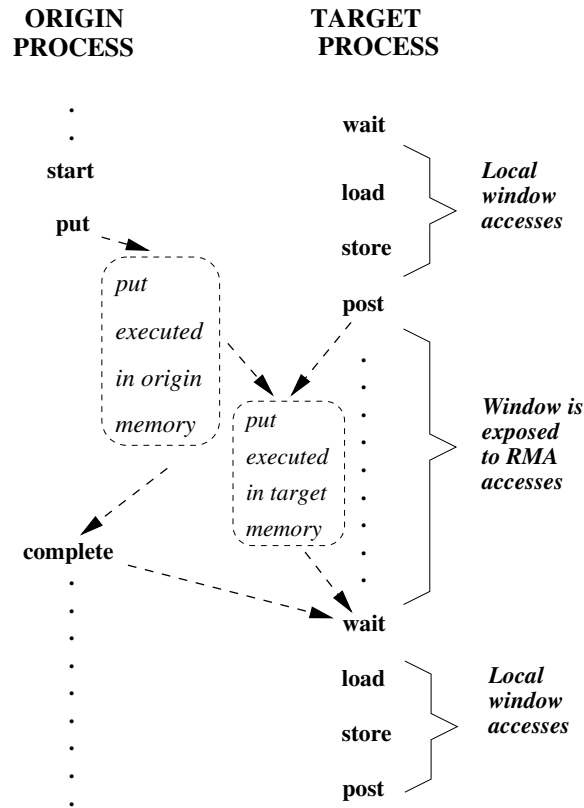 ORIGIN
PROCESS
TARGET
PROCESS
wait
start
load
put
store
Local
window
accesses
put
executed
in origin
memory
post
put
executed
in target
memory
Window is
exposed
to RMA
accesses
complete
wait
load
store
post
Local
window
accesses